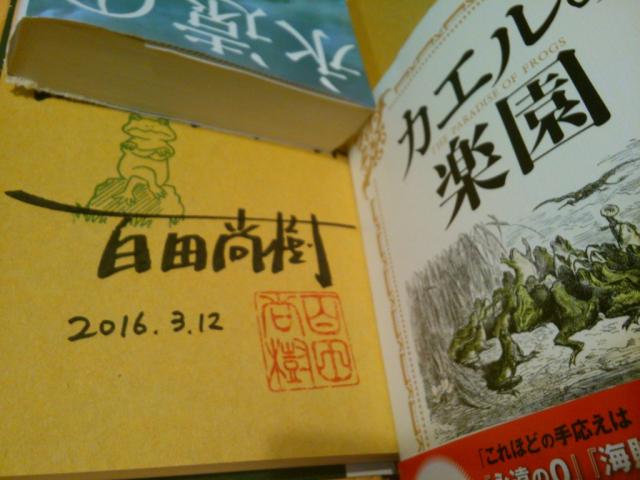 永遠の
百田尚樹
2016.3.12
百田
尚樹
カエルの
THE PARADISE OF FROGS
楽園
「これほどの手応えは
『永遠の0』『海賊